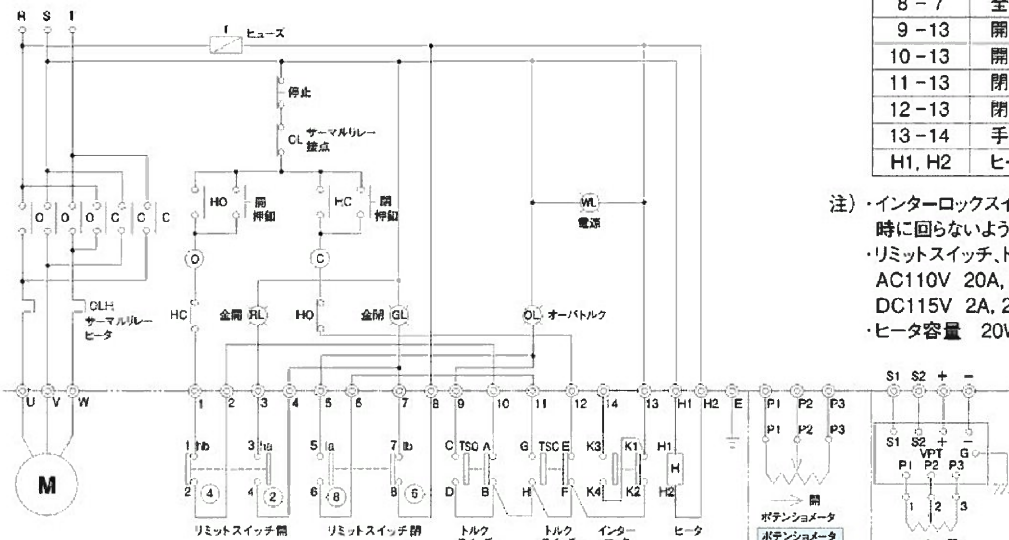 R S T
f ヒューズ
停止
OL サーマルリレー
接点
HO 開
押釦
HC 閉
押釦
WL
電源
O O O C C C
O
C
OLH
サーマルリレー
ヒータ
HC
全開 RL
HO
全閉 GL
OL オーバトルク
U V W 1 2 3 4 5 6 7 8 9 10 11 12 14 13 H1 H2 E P1 P2 P3
M
1 hb 3 ha 5 la 7 lb C TSO A G TSC E K3 K1 H1
H
2 4 4 2 6 8 8 6 D B H F K4 K2 H2
リミットスイッチ開
リミットスイッチ閉
トルク
トルク
インター
ヒータ
P1 P2 P3
開
ポテンショメータ
ポテンショメータ
S1 S2 + -
S1 S2 + -
VPT G
P1 P2 P3
1 2 3
8-7 全
9-13 開
10-13 開
11-13 閉
12-13 閉
13-14 手
H1, H2 ヒ
注)・インターロックスイ
時に回らないよう
・リミットスイッチ、ト
AC110V 20A,
DC115V 2A, 2
・ヒータ容量 20W